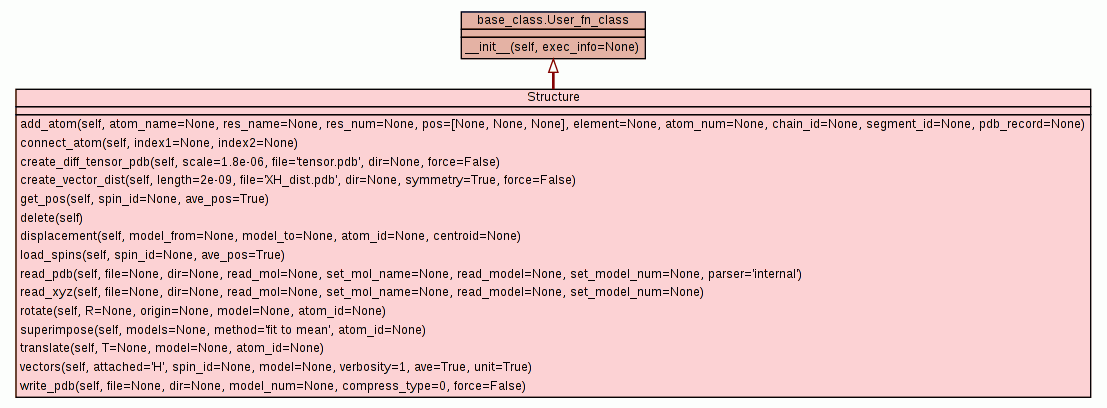 base_class.User_fn_class
__init__(self, exec_info=None)
Structure
add_atom(self, atom_name=None, res_name=None, res_num=None, pos=[None, None, None], element=None, atom_num=None, chain_id=None, segment_id=None, pdb_record=None)
connect_atom(self, index1=None, index2=None)
create_diff_tensor_pdb(self, scale=1.8e-06, file='tensor.pdb', dir=None, force=False)
create_vector_dist(self, length=2e-09, file='XH_dist.pdb', dir=None, symmetry=True, force=False)
get_pos(self, spin_id=None, ave_pos=True)
delete(self)
displacement(self, model_from=None, model_to=None, atom_id=None, centroid=None)
load_spins(self, spin_id=None, ave_pos=True)
read_pdb(self, file=None, dir=None, read_mol=None, set_mol_name=None, read_model=None, set_model_num=None, parser='internal')
read_xyz(self, file=None, dir=None, read_mol=None, set_mol_name=None, read_model=None, set_model_num=None)
rotate(self, R=None, origin=None, model=None, atom_id=None)
superimpose(self, models=None, method='fit to mean', atom_id=None)
translate(self, T=None, model=None, atom_id=None)
vectors(self, attached='H', spin_id=None, model=None, verbosity=1, ave=True, unit=True)
write_pdb(self, file=None, dir=None, model_num=None, compress_type=0, force=False)